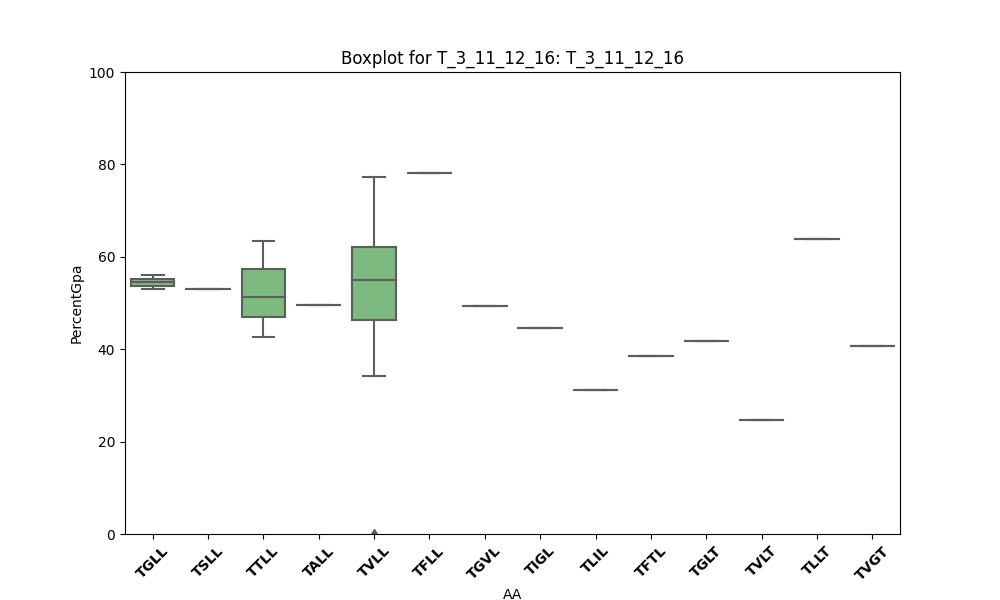 Boxplot for T_3_11_12_16: T_3_11_12_16
100
80
60
40
20
0
PercentGpa
TGLL
TSLL
TTLL
TALL
TVLL
TFLL
TGVL
TIGL
TLIL
TFTL
TGLT
TVLT
TLLT
TVGT
AA